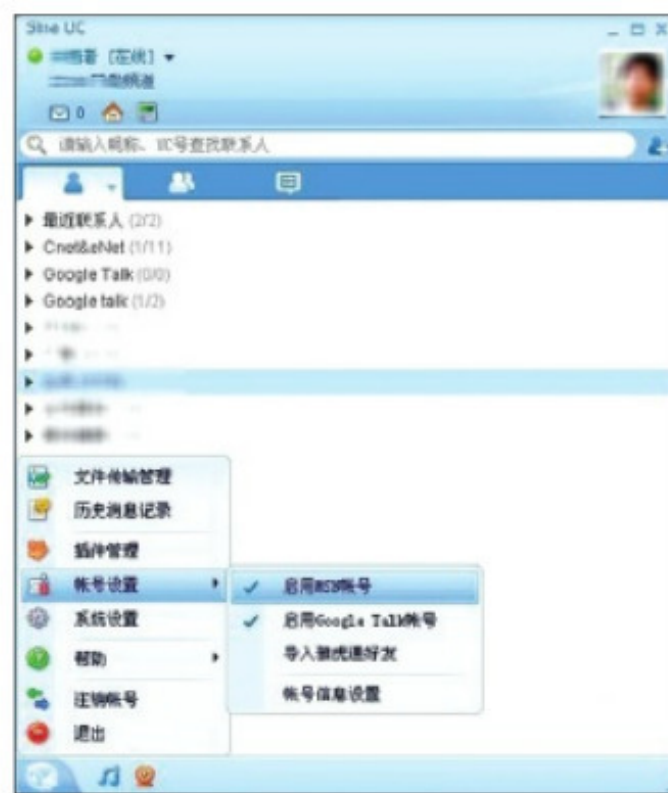 Sina UC
[在线]
0
请输入昵称、UC号查找联系人
最近联系人 (2/2)
Cnet&eNet (1/11)
Google Talk (0/0)
Google talk (1/2)
文件传输管理
历史消息记录
插件管理
帐号设置
系统设置
帮助
注销帐号
退出
启用MSN帐号
启用Google Talk帐号
导入雅虎通好友
帐号信息设置